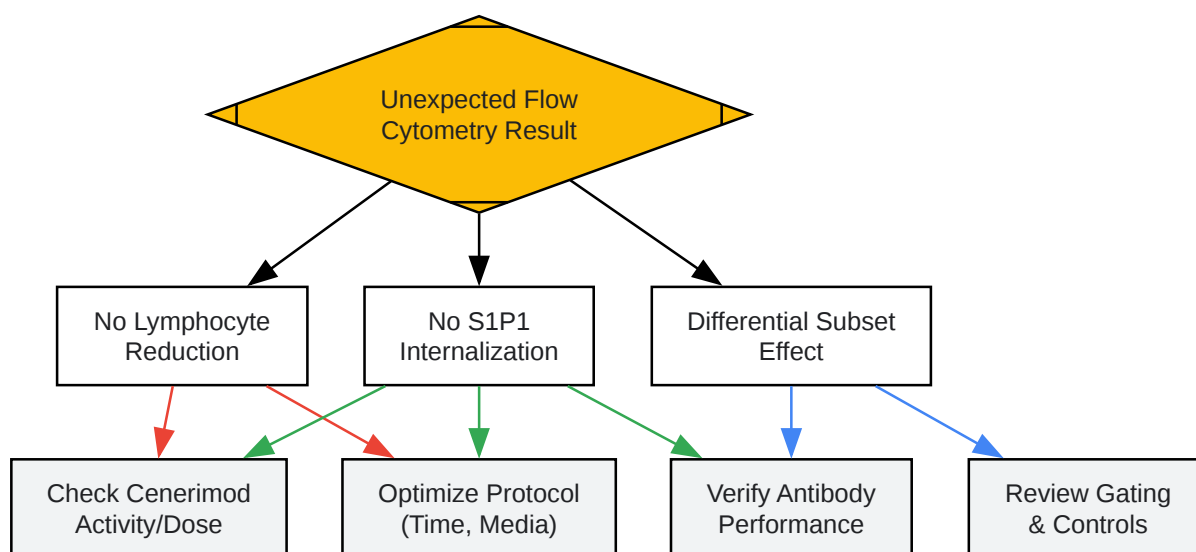 Unexpected Flow
Cytometry Result
No Lymphocyte
Reduction
No S1P1
Internalization
Differential Subset
Effect
Check Cenerimod
Activity/Dose
Optimize Protocol
(Time, Media)
Verify Antibody
Performance
Review Gating
& Controls